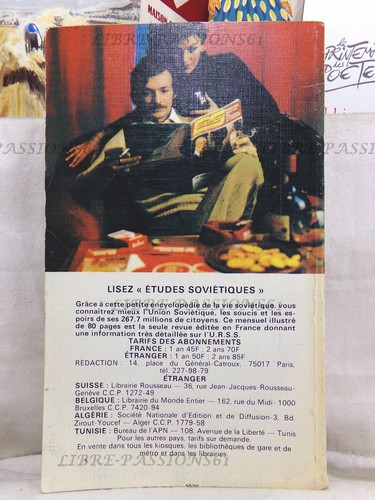 LIBRE-PASSIONS61
MAISON
le
PRINTEMPS
des
POETES
LIBRE-PASSIONS61
LISEZ « ÉTUDES SOVIÉTIQUES »
Grâce à cette petite encyclopédie de la vie soviétique, vous
connaîtrez mieux l'Union Soviétique, les soucis et les es-
poirs de ses 267,7 millions de citoyens. Ce mensuel illustré
de 80 pages est la seule revue éditée en France donnant
une information très détaillée sur l'U.R.S.S.
TARIFS DES ABONNEMENTS
FRANCE : 1 an 45F : 2 ans 70F
ÉTRANGER : 1 an 50F : 2 ans 85F
RÉDACTION : 14, place du Général-Catroux, 75017 Paris,
tél. 227-98-79
ÉTRANGER
SUISSE : Librairie Rousseau — 36, rue Jean-Jacques-Rousseau-
Genève C.C.P. 1272-49
BELGIQUE : Librairie du Monde Entier — 162, rue du Midi- 1000
Bruxelles C.C.P. 7420-94
ALGÉRIE : Société Nationale d'Edition et de Diffusion-3, Bd.
Zirout-Youcef — Alger C.C.P. 1779-58
TUNISIE : Bureau de l'APN — 108, Avenue de la Liberté — Tunis
Pour les autres pays, tarifs sur demande.
En vente dans tous les kiosques, les bibliothèques de gare et de
métro et dans les librairies.
LIBRE-PASSIONS61